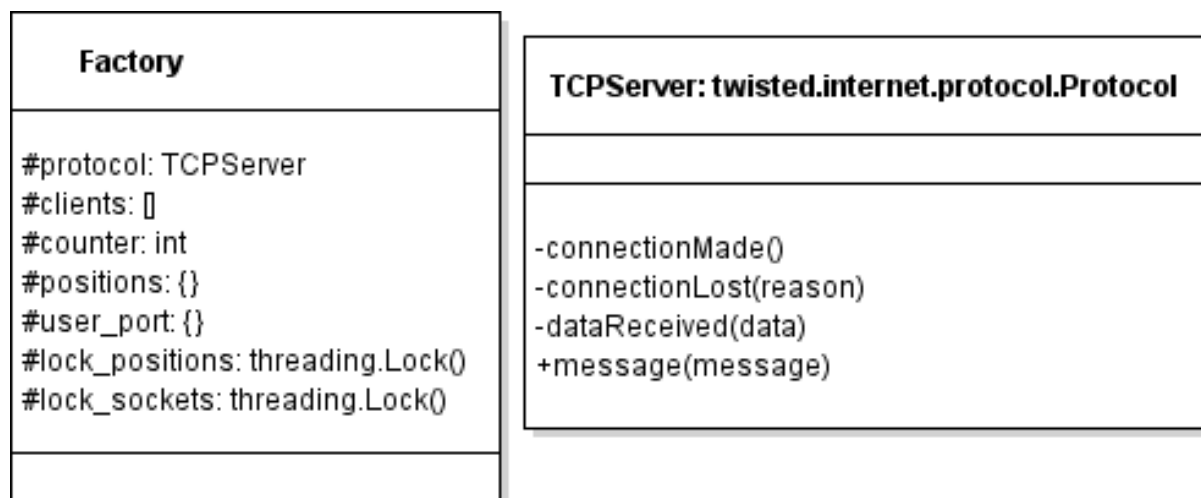 Factory
#protocol: TCPServer
#clients: []
#counter: int
#positions: {}
#user_port: {}
#lock_positions: threading.Lock()
#lock_sockets: threading.Lock()
TCPServer: twisted.internet.protocol.Protocol
-connectionMade()
-connectionLost(reason)
-dataReceived(data)
+message(message)